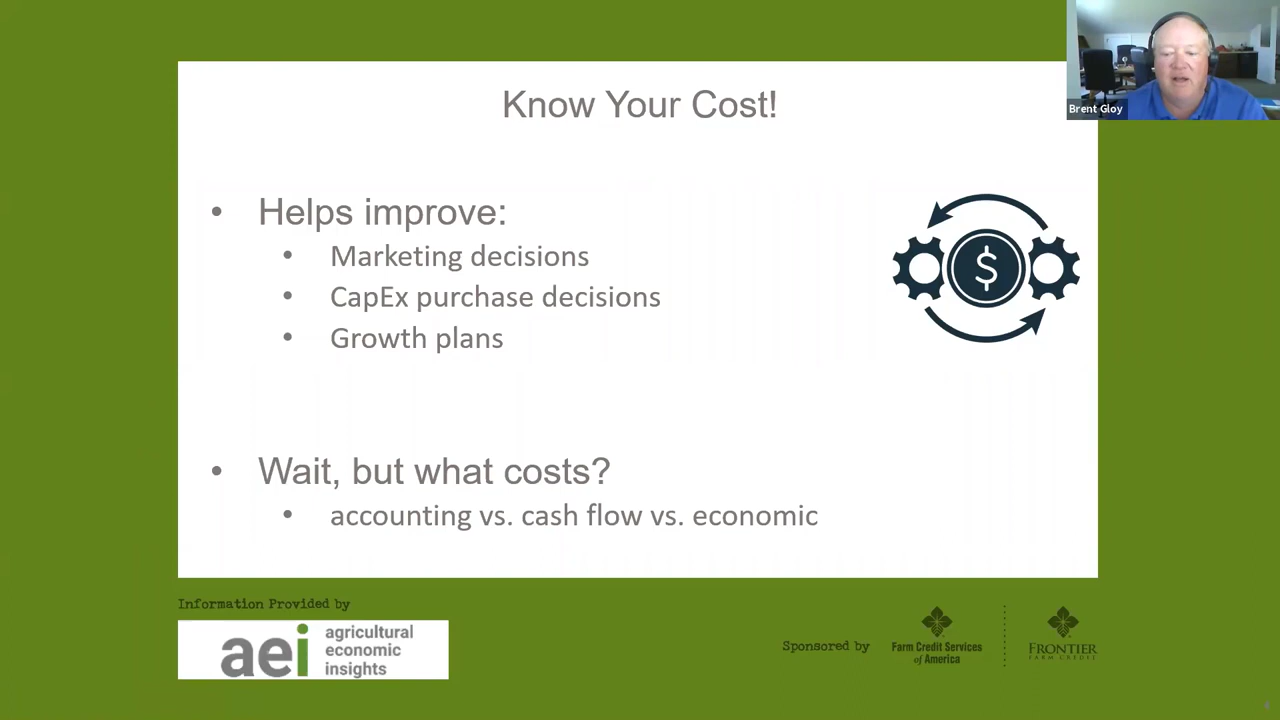 Know Your Cost!
Brent Gloy
• Helps improve:
• Marketing decisions
• CapEx purchase decisions
• Growth plans
$
• Wait, but what costs?
• accounting vs. cash flow vs. economic
Information Provided by
aei agricultural
economic
insights
Sponsored by
Farm Credit Services
of America
FRONTIER
FARM CREDIT